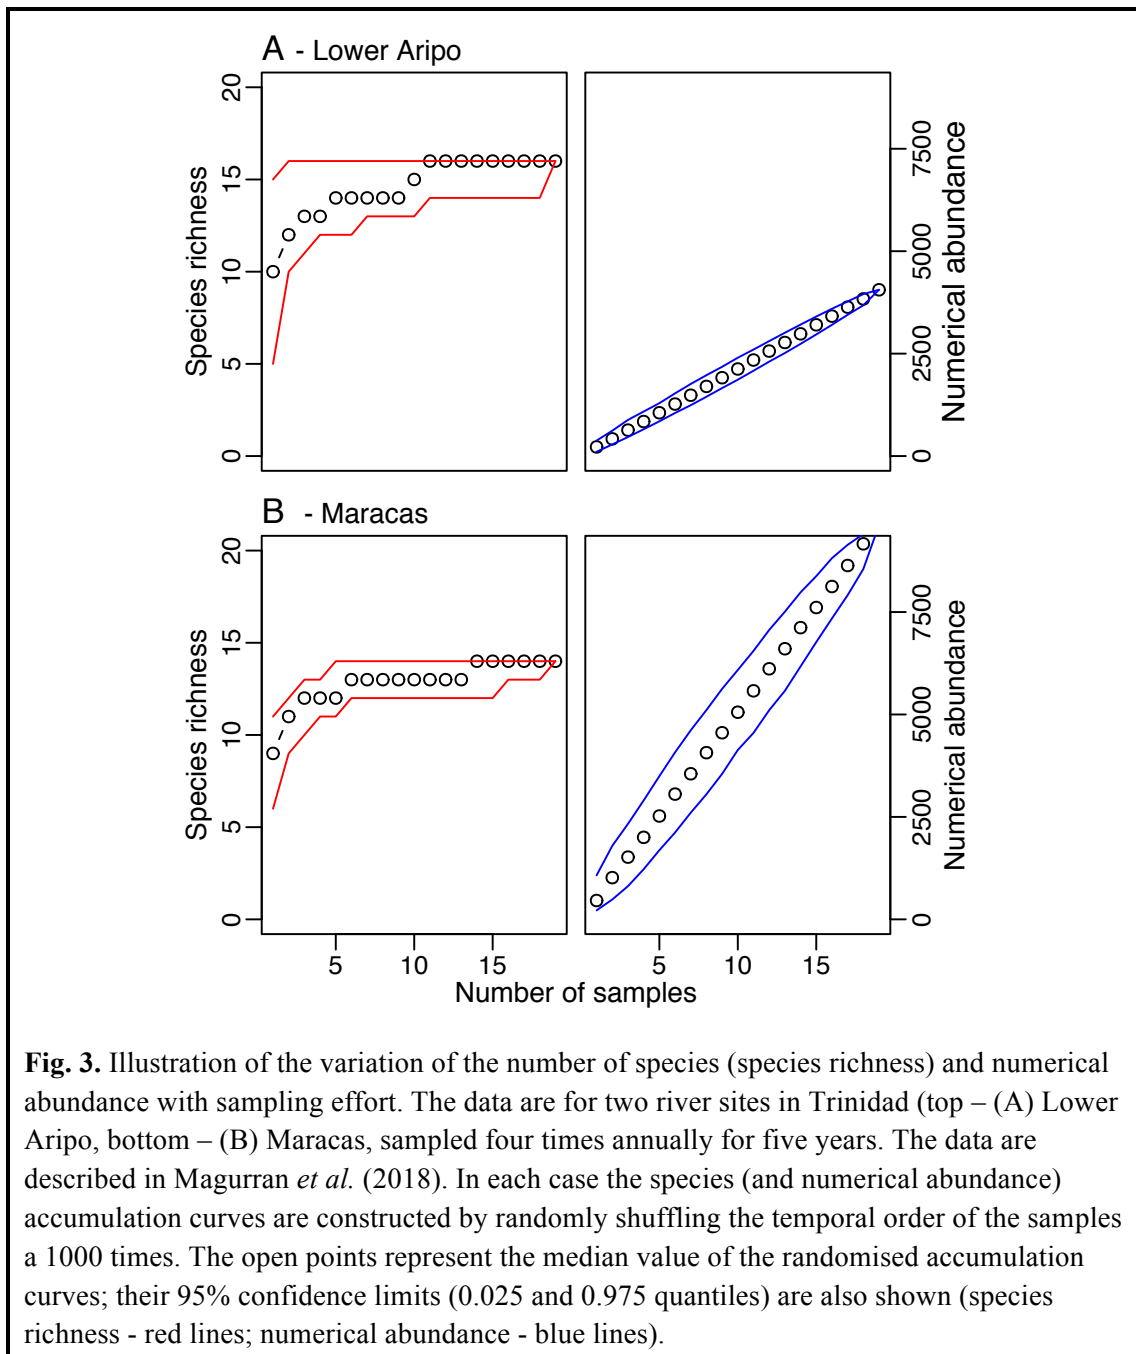 A - Lower Aripo
20
15
10
5
0
Species richness
7500
5000
2500
0
Numerical abundance
B - Maracas
20
15
10
5
0
Species richness
7500
5000
2500
0
Numerical abundance
5 10 15 5 10 15
Number of samples
Fig. 3. Illustration of the variation of the number of species (species richness) and numerical
abundance with sampling effort. The data are for two river sites in Trinidad (top – (A) Lower
Aripo, bottom – (B) Maracas, sampled four times annually for five years. The data are
described in Magurran et al. (2018). In each case the species (and numerical abundance)
accumulation curves are constructed by randomly shuffling the temporal order of the samples
a 1000 times. The open points represent the median value of the randomised accumulation
curves; their 95% confidence limits (0.025 and 0.975 quantiles) are also shown (species
richness - red lines; numerical abundance - blue lines).